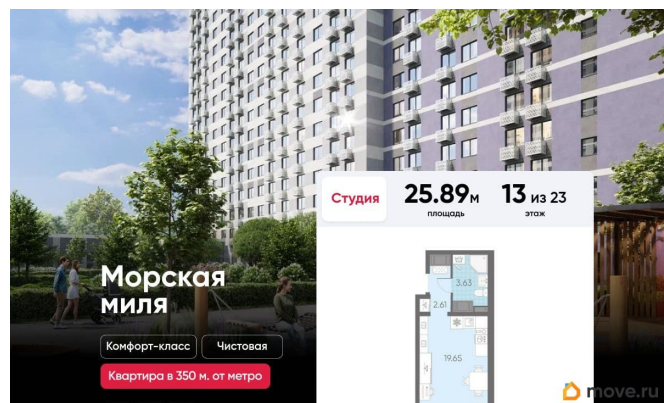 Студия
25.89м
площадь
13 из 23
этаж
3.63
2.61
19.65
Морская
миля
Комфорт-класс
Чистовая
Квартира в 350 м. от метро
move.ru